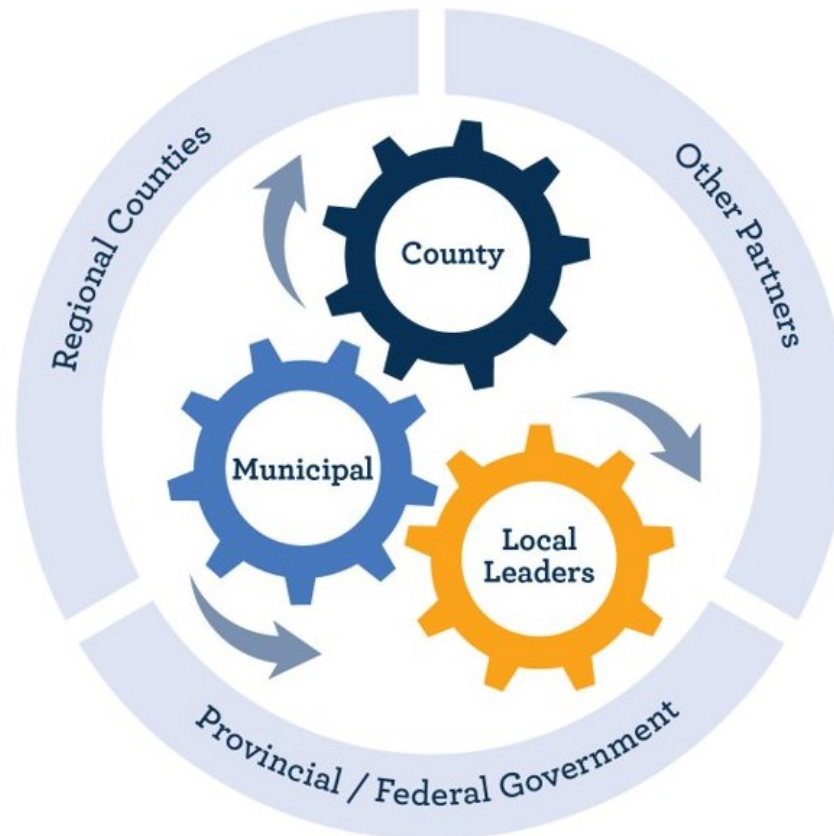 Regional Counties
Other Partners
County
Municipal
Local
Leaders
Provincial / Federal Government